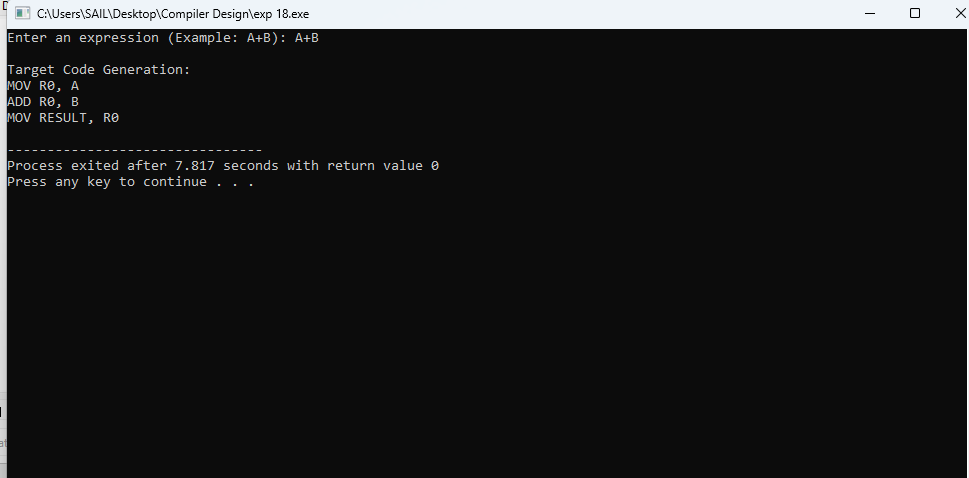 C:\Users\SAIL\Desktop\Compiler Design\exp 18.exe
Enter an expression (Example: A+B): A+B
Target Code Generation:
MOV R0, A
ADD R0, B
MOV RESULT, R0
--------------------------------
Process exited after 7.817 seconds with return value 0
Press any key to continue . . .